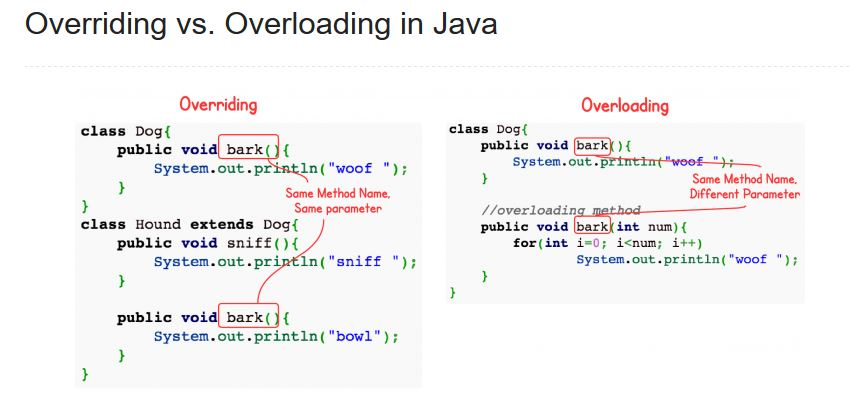 Overriding vs. Overloading in Java
Overriding
class Dog{
public void bark(){
System.out.println("woof ");
}
}
Same Method Name,
Same parameter
class Hound extends Dog{
public void sniff(){
System.out.println("sniff ");
}
public void bark(){
System.out.println("bowl");
}
}
Overloading
class Dog{
public void bark(){
System.out.println("woof ");
}
Same Method Name,
Different Parameter
//overloading method
public void bark(int num){
for(int i=0; i<num; i++)
System.out.println("woof ");
}
}